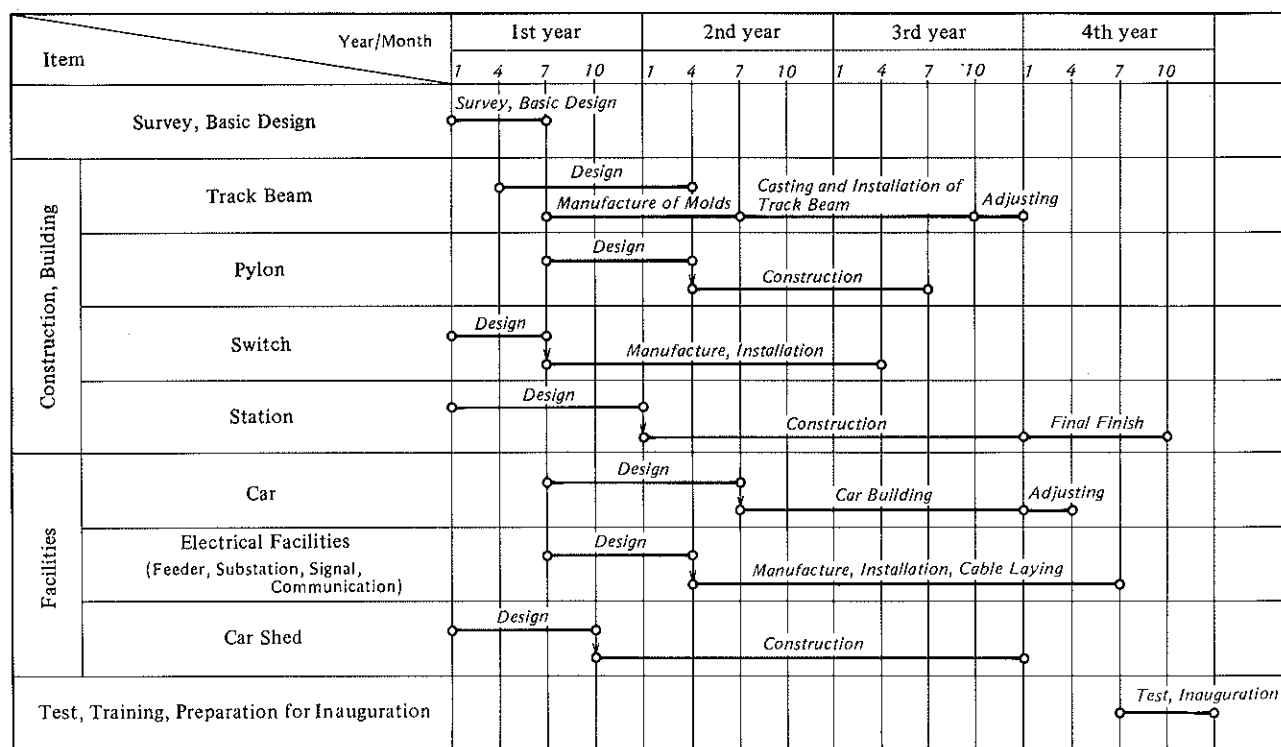 Year/Month
Item
1st year 2nd year 3rd year 4th year
1 4 7 10 1 4 7 10 1 4 7 10 1 4 7 10
Survey, Basic Design
Survey, Basic Design
Construction, Building
Track Beam
Design
Manufacture of Molds
Casting and Installation of
Track Beam
Adjusting
Pylon
Design
Construction
Switch
Design
Manufacture, Installation
Station
Design
Construction
Final Finish
Facilities
Car
Design
Car Building
Adjusting
Electrical Facilities
(Feeder, Substation, Signal,
Communication)
Design
Manufacture, Installation, Cable Laying
Car Shed
Design
Construction
Test, Training, Preparation for Inauguration
Test, Inauguration